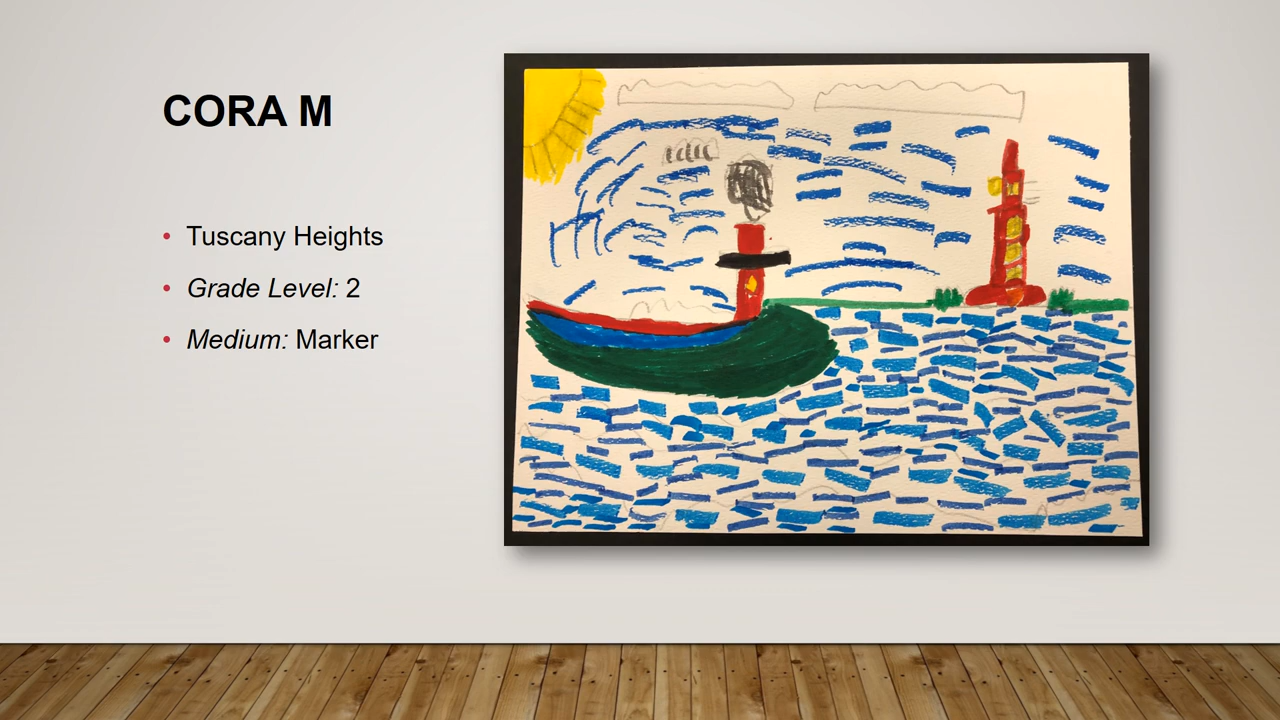 CORA M
• Tuscany Heights
• Grade Level: 2
• Medium: Marker